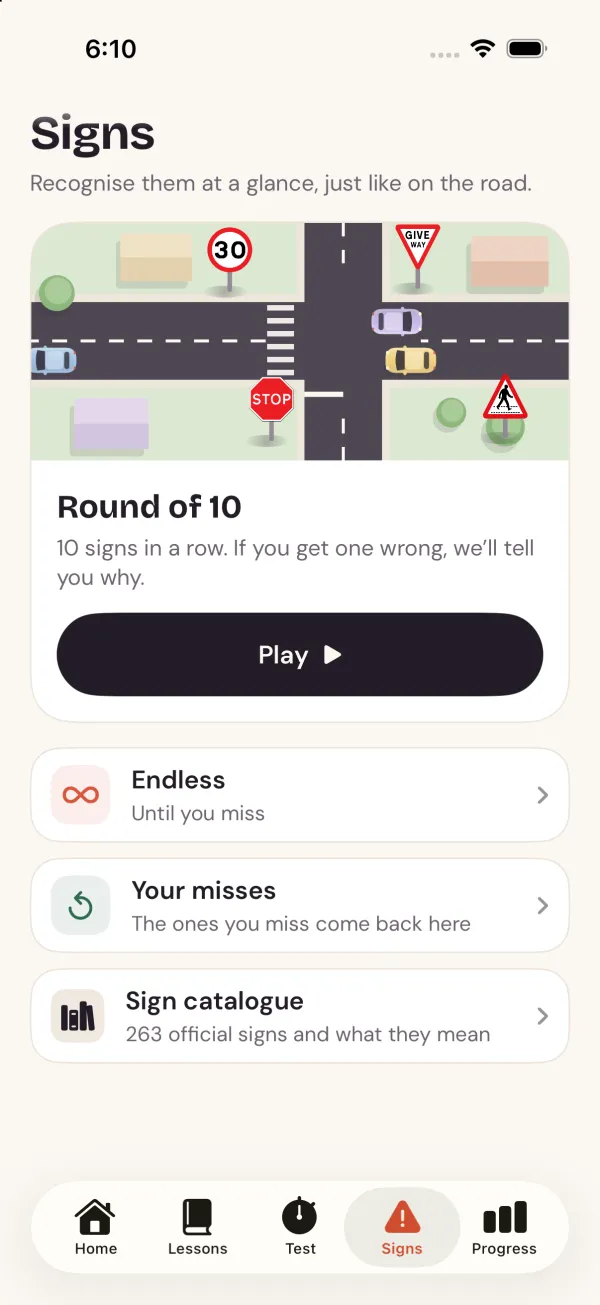 6:10
Signs
Recognise them at a glance, just like on the road.
30
GIVE
WAY
STOP
Round of 10
10 signs in a row. If you get one wrong, we’ll tell
you why.
Play
Endless
Until you miss
Your misses
The ones you miss come back here
Sign catalogue
263 official signs and what they mean
Home
Lessons
Test
Signs
Progress